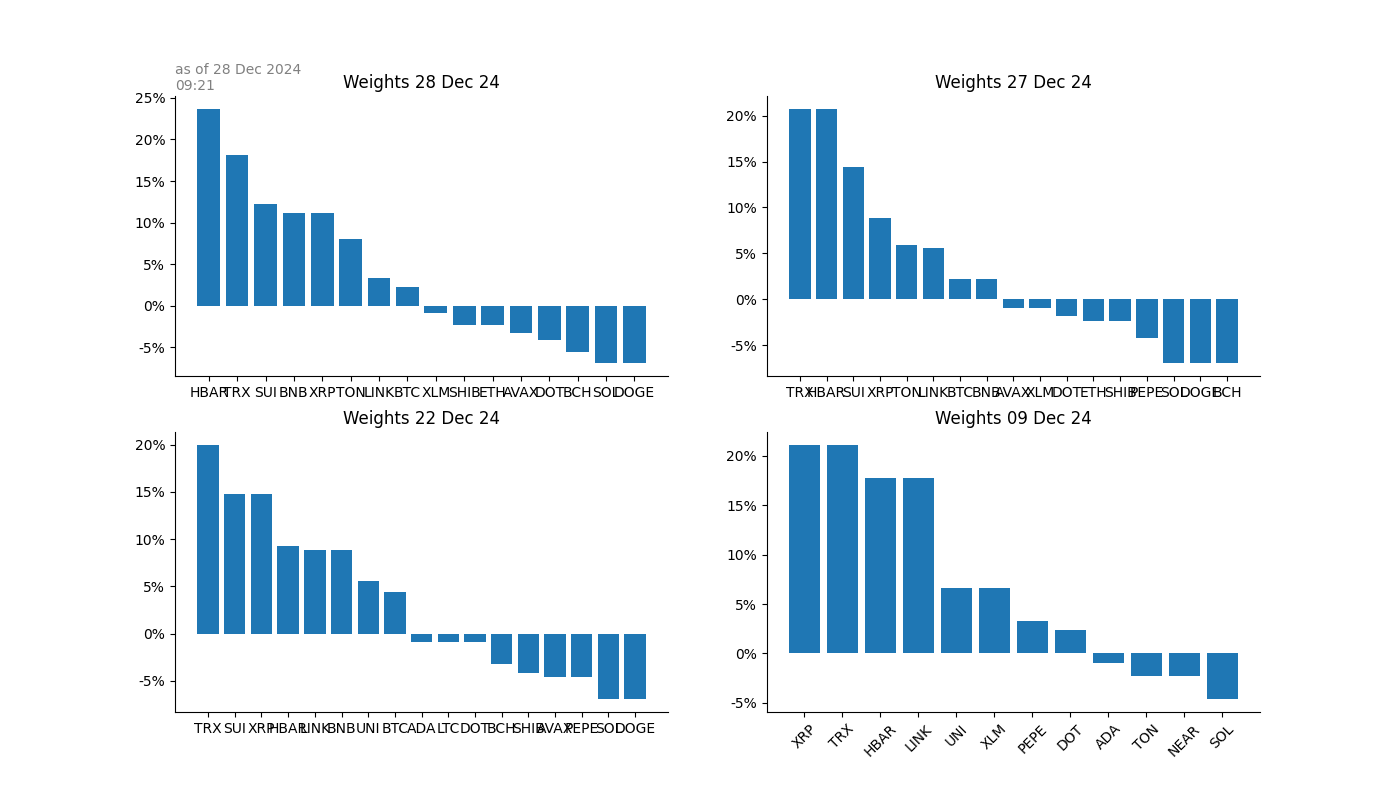 as of 28 Dec 2024
09:21
Weights 28 Dec 24
25%
20%
15%
10%
5%
0%
-5%
HBAR TRX SUI BNB XRP TON LINK BTC XLM SHIB ETH AVAX DOT BCH SOL DOGE
Weights 27 Dec 24
20%
15%
10%
5%
0%
-5%
TRX HBAR SUI XRP TON LINK BTC BNB AVAX XLM DOT ETH SHIB PEPE SOL DOGE BCH
Weights 22 Dec 24
20%
15%
10%
5%
0%
-5%
TRX SUI XRP HBAR LINK BNB UNI BTC ADA LTC DOT BCH SHIB AVAX PEPE SOL DOGE
Weights 09 Dec 24
20%
15%
10%
5%
0%
-5%
XRP TRX HBAR LINK UNI XLM PEPE DOT ADA TON NEAR SOL